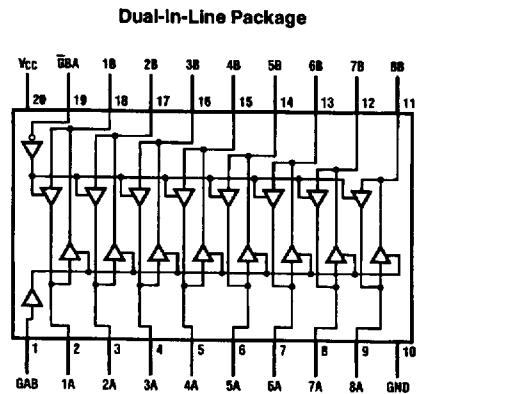 Dual-In-Line Package
VCC G̅BA 1B 2B 3B 4B 5B 6B 7B 8B
20 19 18 17 16 15 14 13 12 11
1 2 3 4 5 6 7 8 9 10
GAB 1A 2A 3A 4A 5A 6A 7A 8A GND